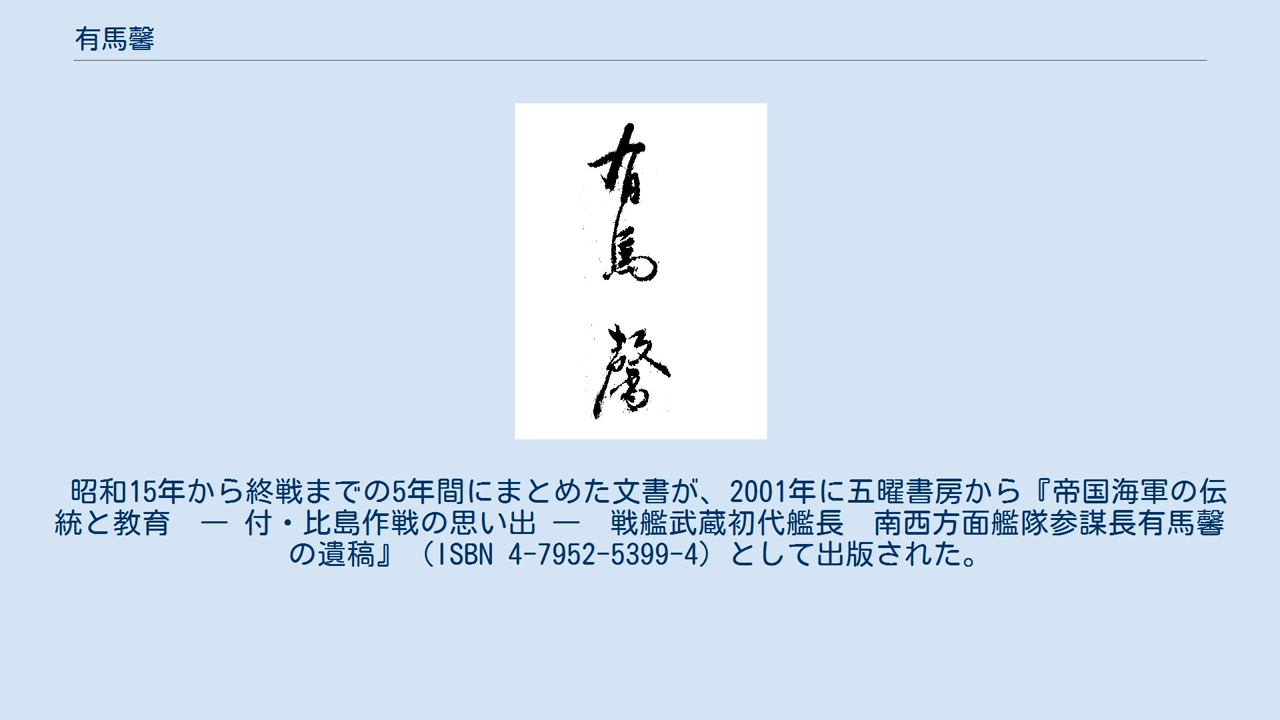 有馬馨
有馬
馨
昭和15年から終戦までの5年間にまとめた文書が、2001年に五曜書房から『帝国海軍の伝
統と教育　― 付・比島作戦の思い出 ―　戦艦武蔵初代艦長　南西方面艦隊参謀長有馬馨
の遺稿』（ISBN 4-7952-5399-4）として出版された。